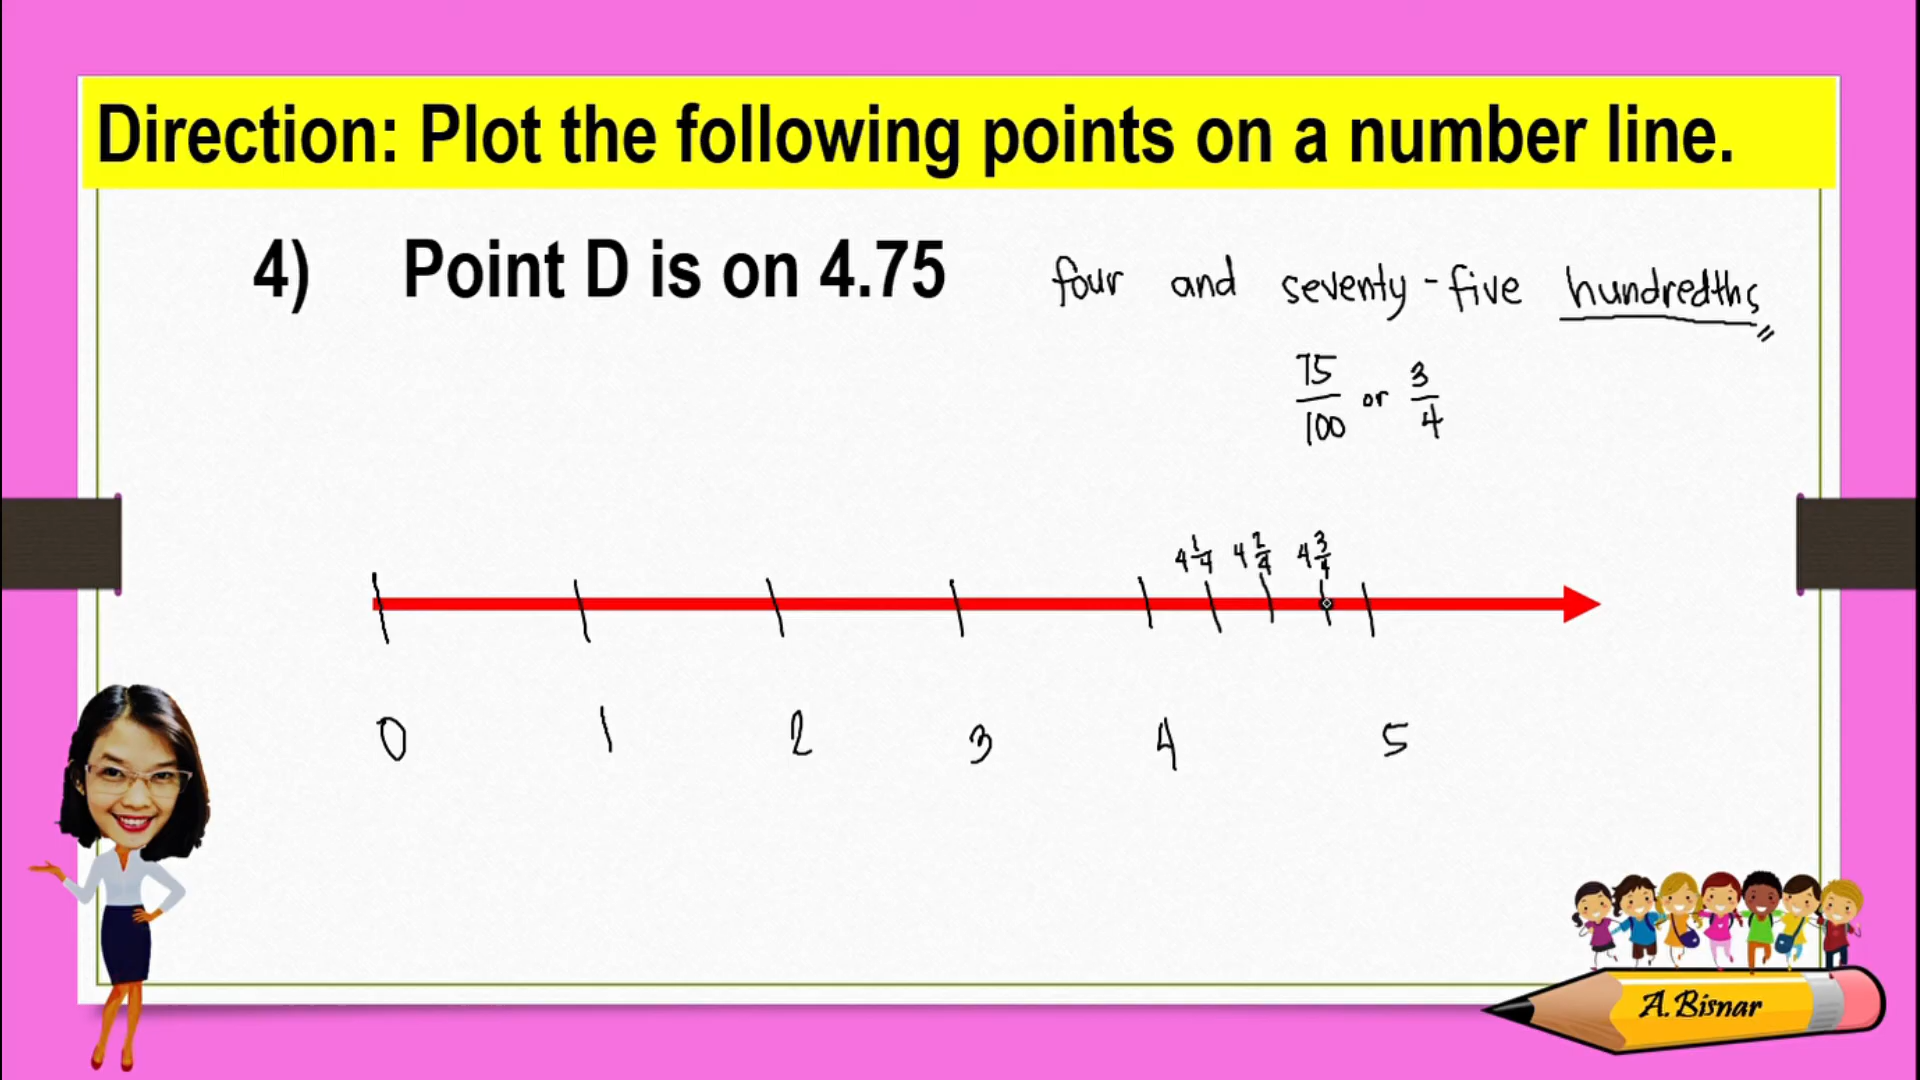 Direction: Plot the following points on a number line.
4) Point D is on 4.75 four and seventy-five hundredths
75/100 or 3/4
4 1/4 4 2/4 4 3/4
0 1 2 3 4 5
A.Bisnar